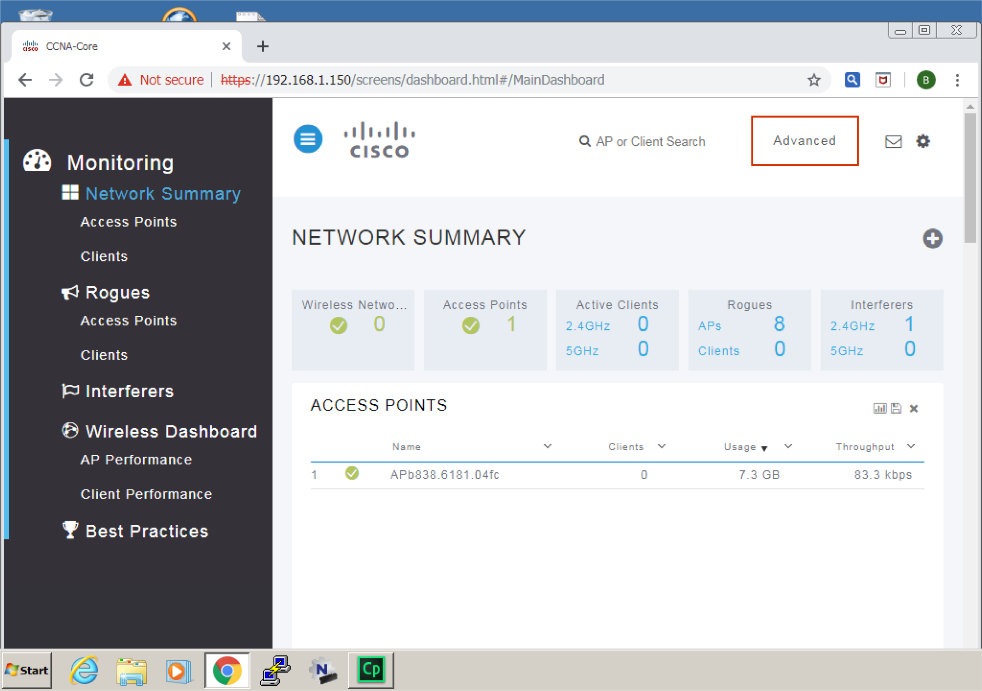 CCNA-Core
Not secure | https://192.168.1.150/screens/dashboard.html#/MainDashboard
B
Monitoring
Network Summary
Access Points
Clients
Rogues
Access Points
Clients
Interferers
Wireless Dashboard
AP Performance
Client Performance
Best Practices
CISCO
AP or Client Search
Advanced
NETWORK SUMMARY
Wireless Netwo...
0
Access Points
1
Active Clients
2.4GHz 0
5GHz 0
Rogues
APs 8
Clients 0
Interferers
2.4GHz 1
5GHz 0
ACCESS POINTS
Name Clients Usage Throughput
1 APb838.6181.04fc 0 7.3 GB 83.3 kbps
Start
N
Cp